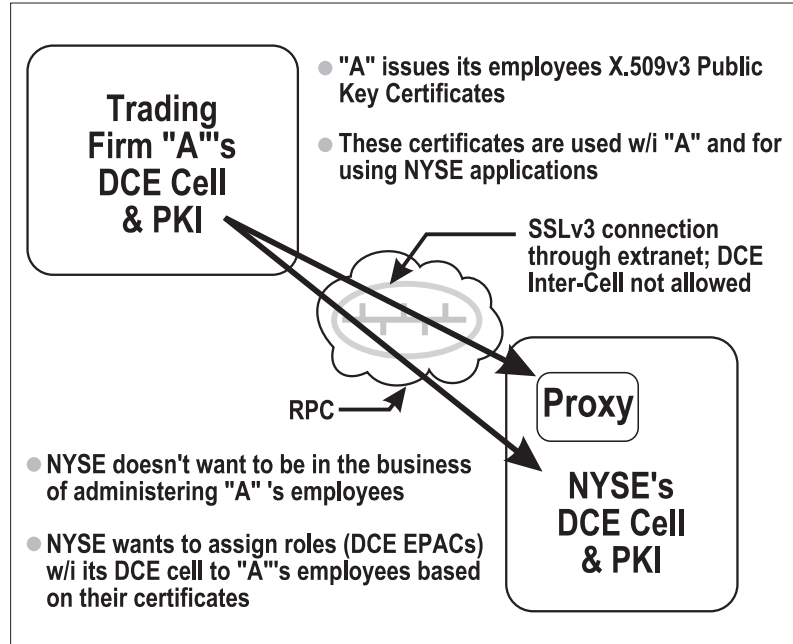 Trading
Firm "A"'s
DCE Cell
& PKI
"A" issues its employees X.509v3 Public
Key Certificates
These certificates are used w/i "A" and for
using NYSE applications
SSLv3 connection
through extranet; DCE
Inter-Cell not allowed
RPC
Proxy
NYSE's
DCE Cell
& PKI
NYSE doesn't want to be in the business
of administering "A" 's employees
NYSE wants to assign roles (DCE EPACs)
w/i its DCE cell to "A"'s employees based
on their certificates